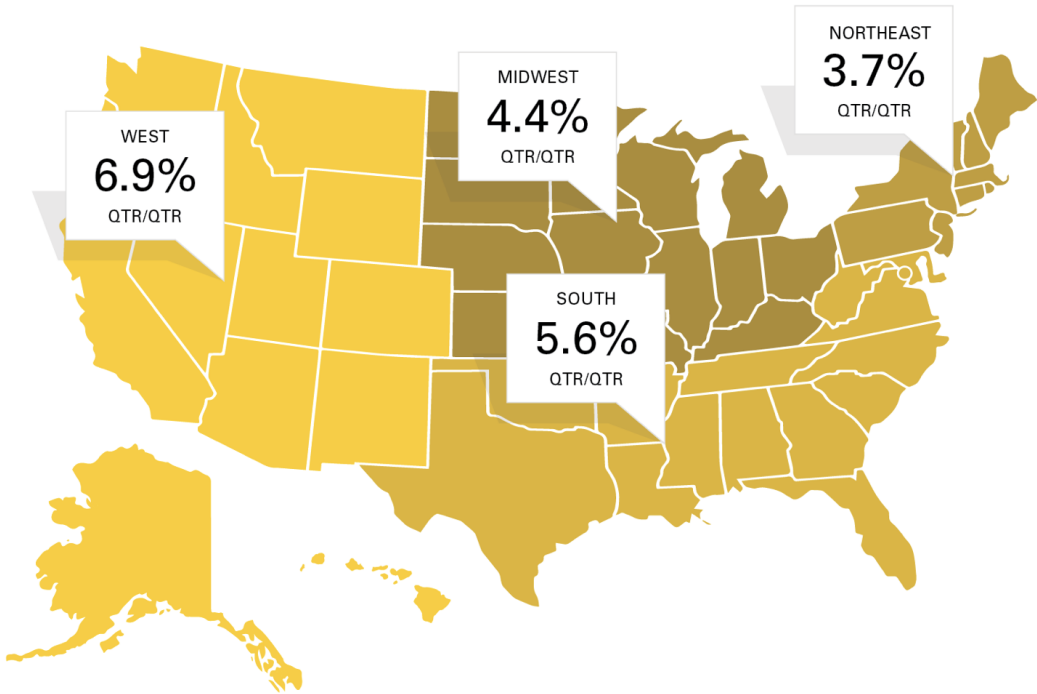 NORTHEAST
3.7%
QTR/QTR
MIDWEST
4.4%
QTR/QTR
WEST
6.9%
QTR/QTR
SOUTH
5.6%
QTR/QTR